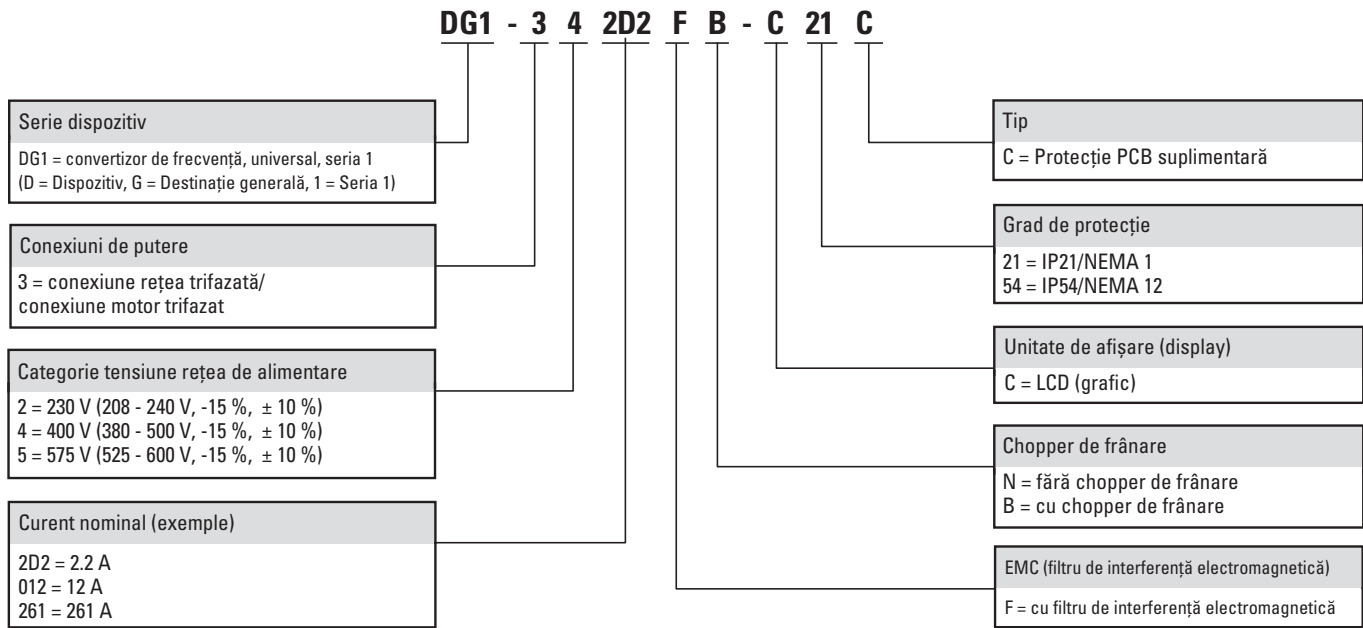 DG1 - 3 4 2D2 F B - C 21 C
Serie dispozitiv
DG1 = convertizor de frecvență, universal, seria 1
(D = Dispozitiv, G = Destinație generală, 1 = Seria 1)
Conexiuni de putere
3 = conexiune rețea trifazată/
conexiune motor trifazat
Categorie tensiune rețea de alimentare
2 = 230 V (208 - 240 V, -15 %, ± 10 %)
4 = 400 V (380 - 500 V, -15 %, ± 10 %)
5 = 575 V (525 - 600 V, -15 %, ± 10 %)
Curent nominal (exemple)
2D2 = 2.2 A
012 = 12 A
261 = 261 A
Tip
C = Protecție PCB suplimentară
Grad de protecție
21 = IP21/NEMA 1
54 = IP54/NEMA 12
Unitate de afișare (display)
C = LCD (grafic)
Chopper de frânare
N = fără chopper de frânare
B = cu chopper de frânare
EMC (filtru de interferență electromagnetică)
F = cu filtru de interferență electromagnetică